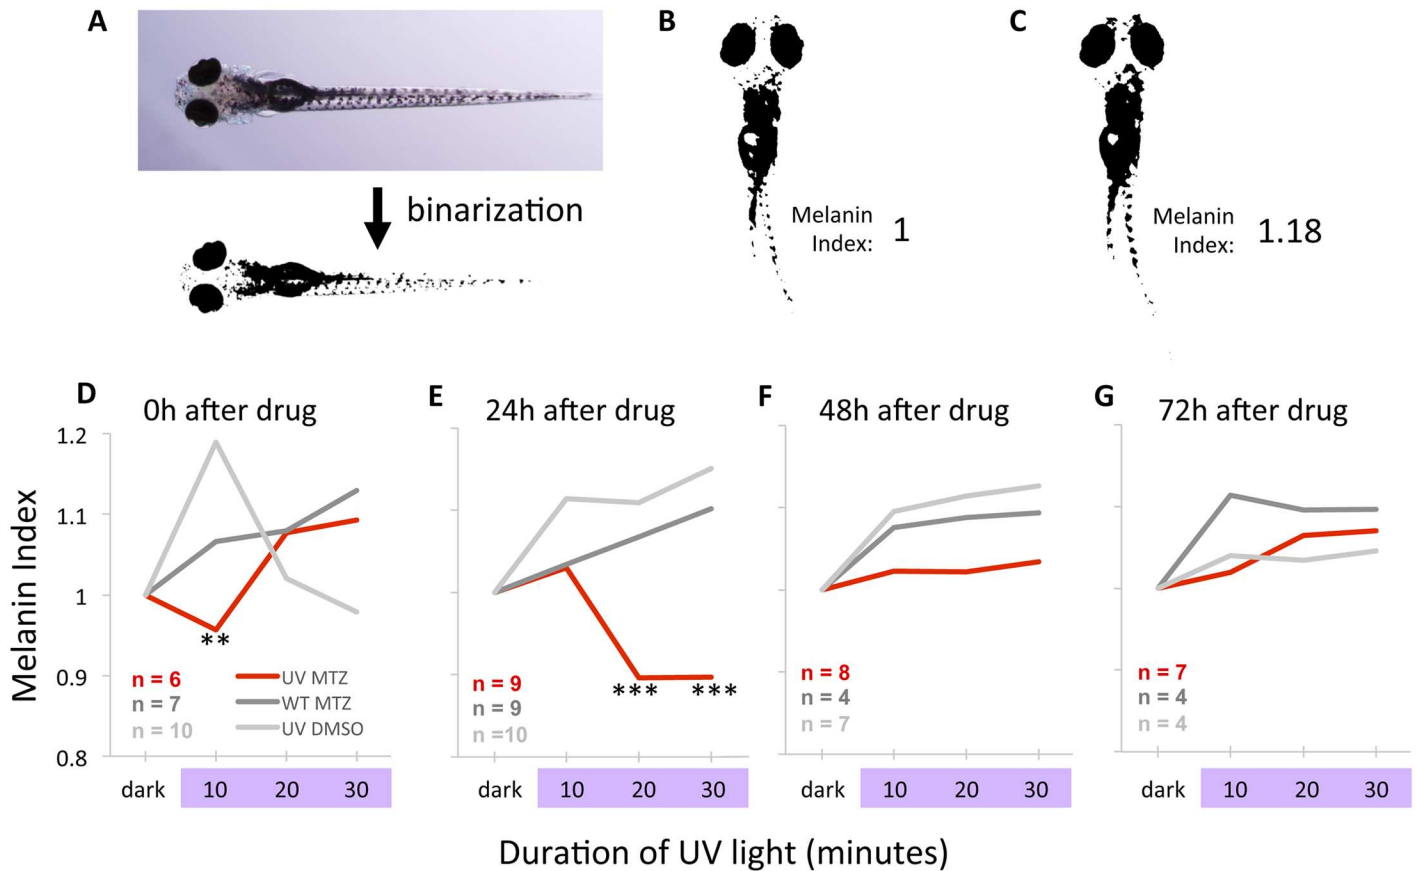 A
B
C
binarization
Melanin
Index:
1
Melanin
Index:
1.18
D
0h after drug
E
24h after drug
F
48h after drug
G
72h after drug
Melanin Index
1.2
1.1
1
0.9
0.8
**
n = 6
n = 7
n = 10
UV MTZ
WT MTZ
UV DMSO
*** ***
n = 9
n = 9
n =10
n = 8
n = 4
n = 7
n = 7
n = 4
n = 4
dark 10 20 30
dark 10 20 30
dark 10 20 30
dark 10 20 30
Duration of UV light (minutes)